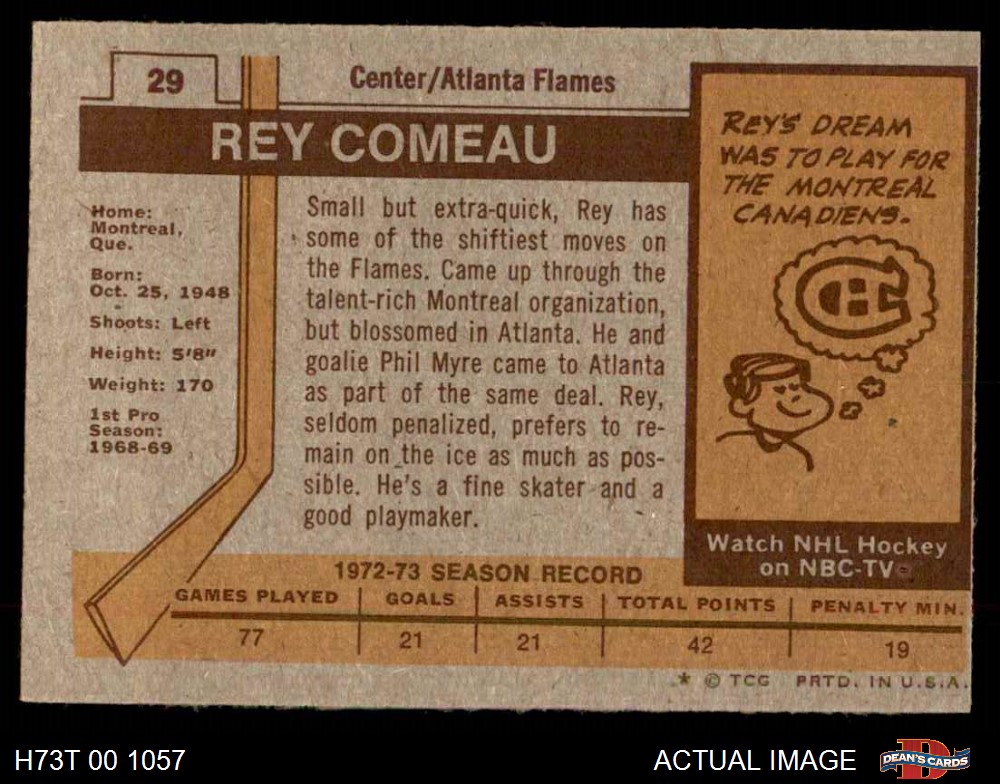 29
Center/Atlanta Flames
REY COMEAU
Home:
Montreal,
Que.
Born:
Oct. 25, 1948
Shoots: Left
Height: 5'8"
Weight: 170
1st Pro
Season:
1968-69
Small but extra-quick, Rey has
some of the shiftiest moves on
the Flames. Came up through the
talent-rich Montreal organization,
but blossomed in Atlanta. He and
goalie Phil Myre came to Atlanta
as part of the same deal. Rey,
seldom penalized, prefers to re-
main on the ice as much as pos-
sible. He's a fine skater and a
good playmaker.
REY'S DREAM
WAS TO PLAY FOR
THE MONTREAL
CANADIENS.
CH
Watch NHL Hockey
on NBC-TV
1972-73 SEASON RECORD
GAMES PLAYED GOALS ASSISTS TOTAL POINTS PENALTY MIN.
77 21 21 42 19
* © TCG PRTD. IN U.S.A.
H73T 00 1057 ACTUAL IMAGE
D
DEAN'S CARDS